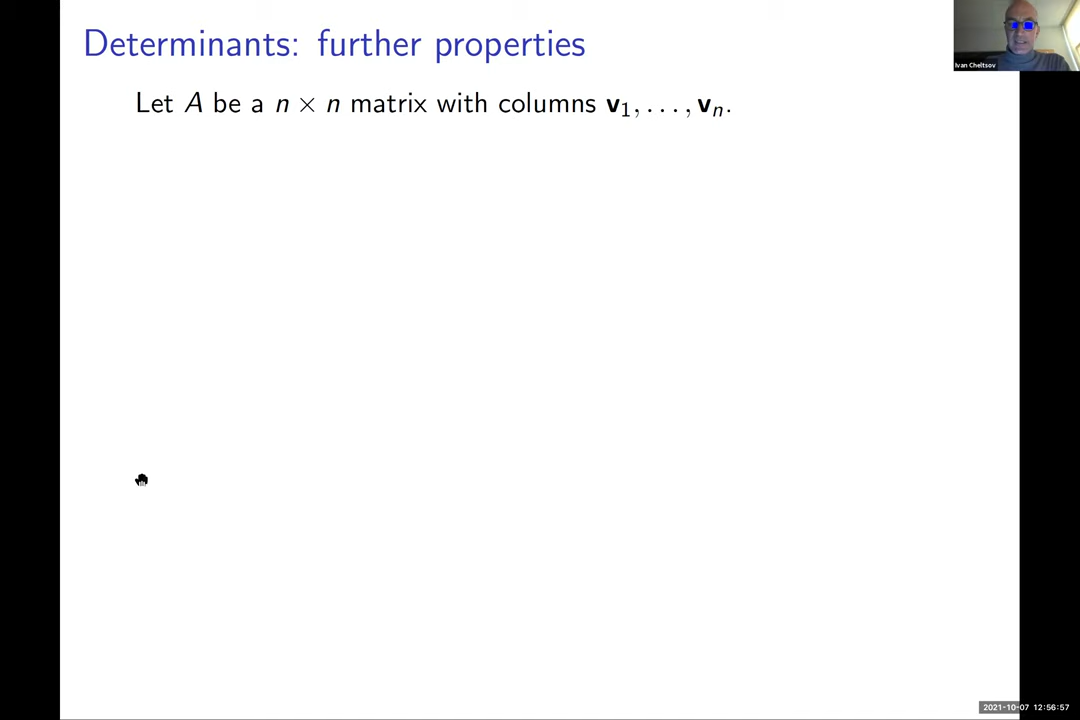 Determinants: further properties
Let A be a n × n matrix with columns v₁, . . . , vₙ.
Ivan Cheltsov
2021-10-07 12:56:57